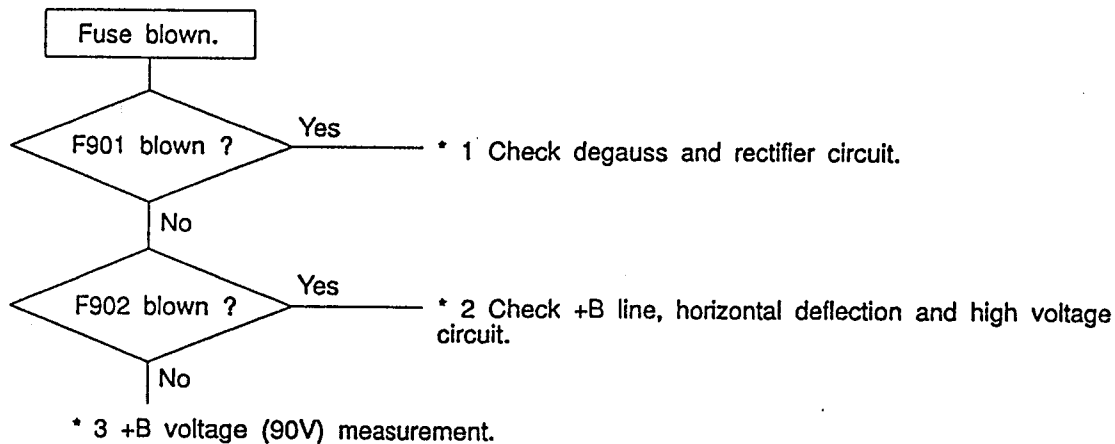 Fuse blown.
F901 blown ?
Yes
* 1 Check degauss and rectifier circuit.
No
F902 blown ?
Yes
* 2 Check +B line, horizontal deflection and high voltage
circuit.
No
* 3 +B voltage (90V) measurement.